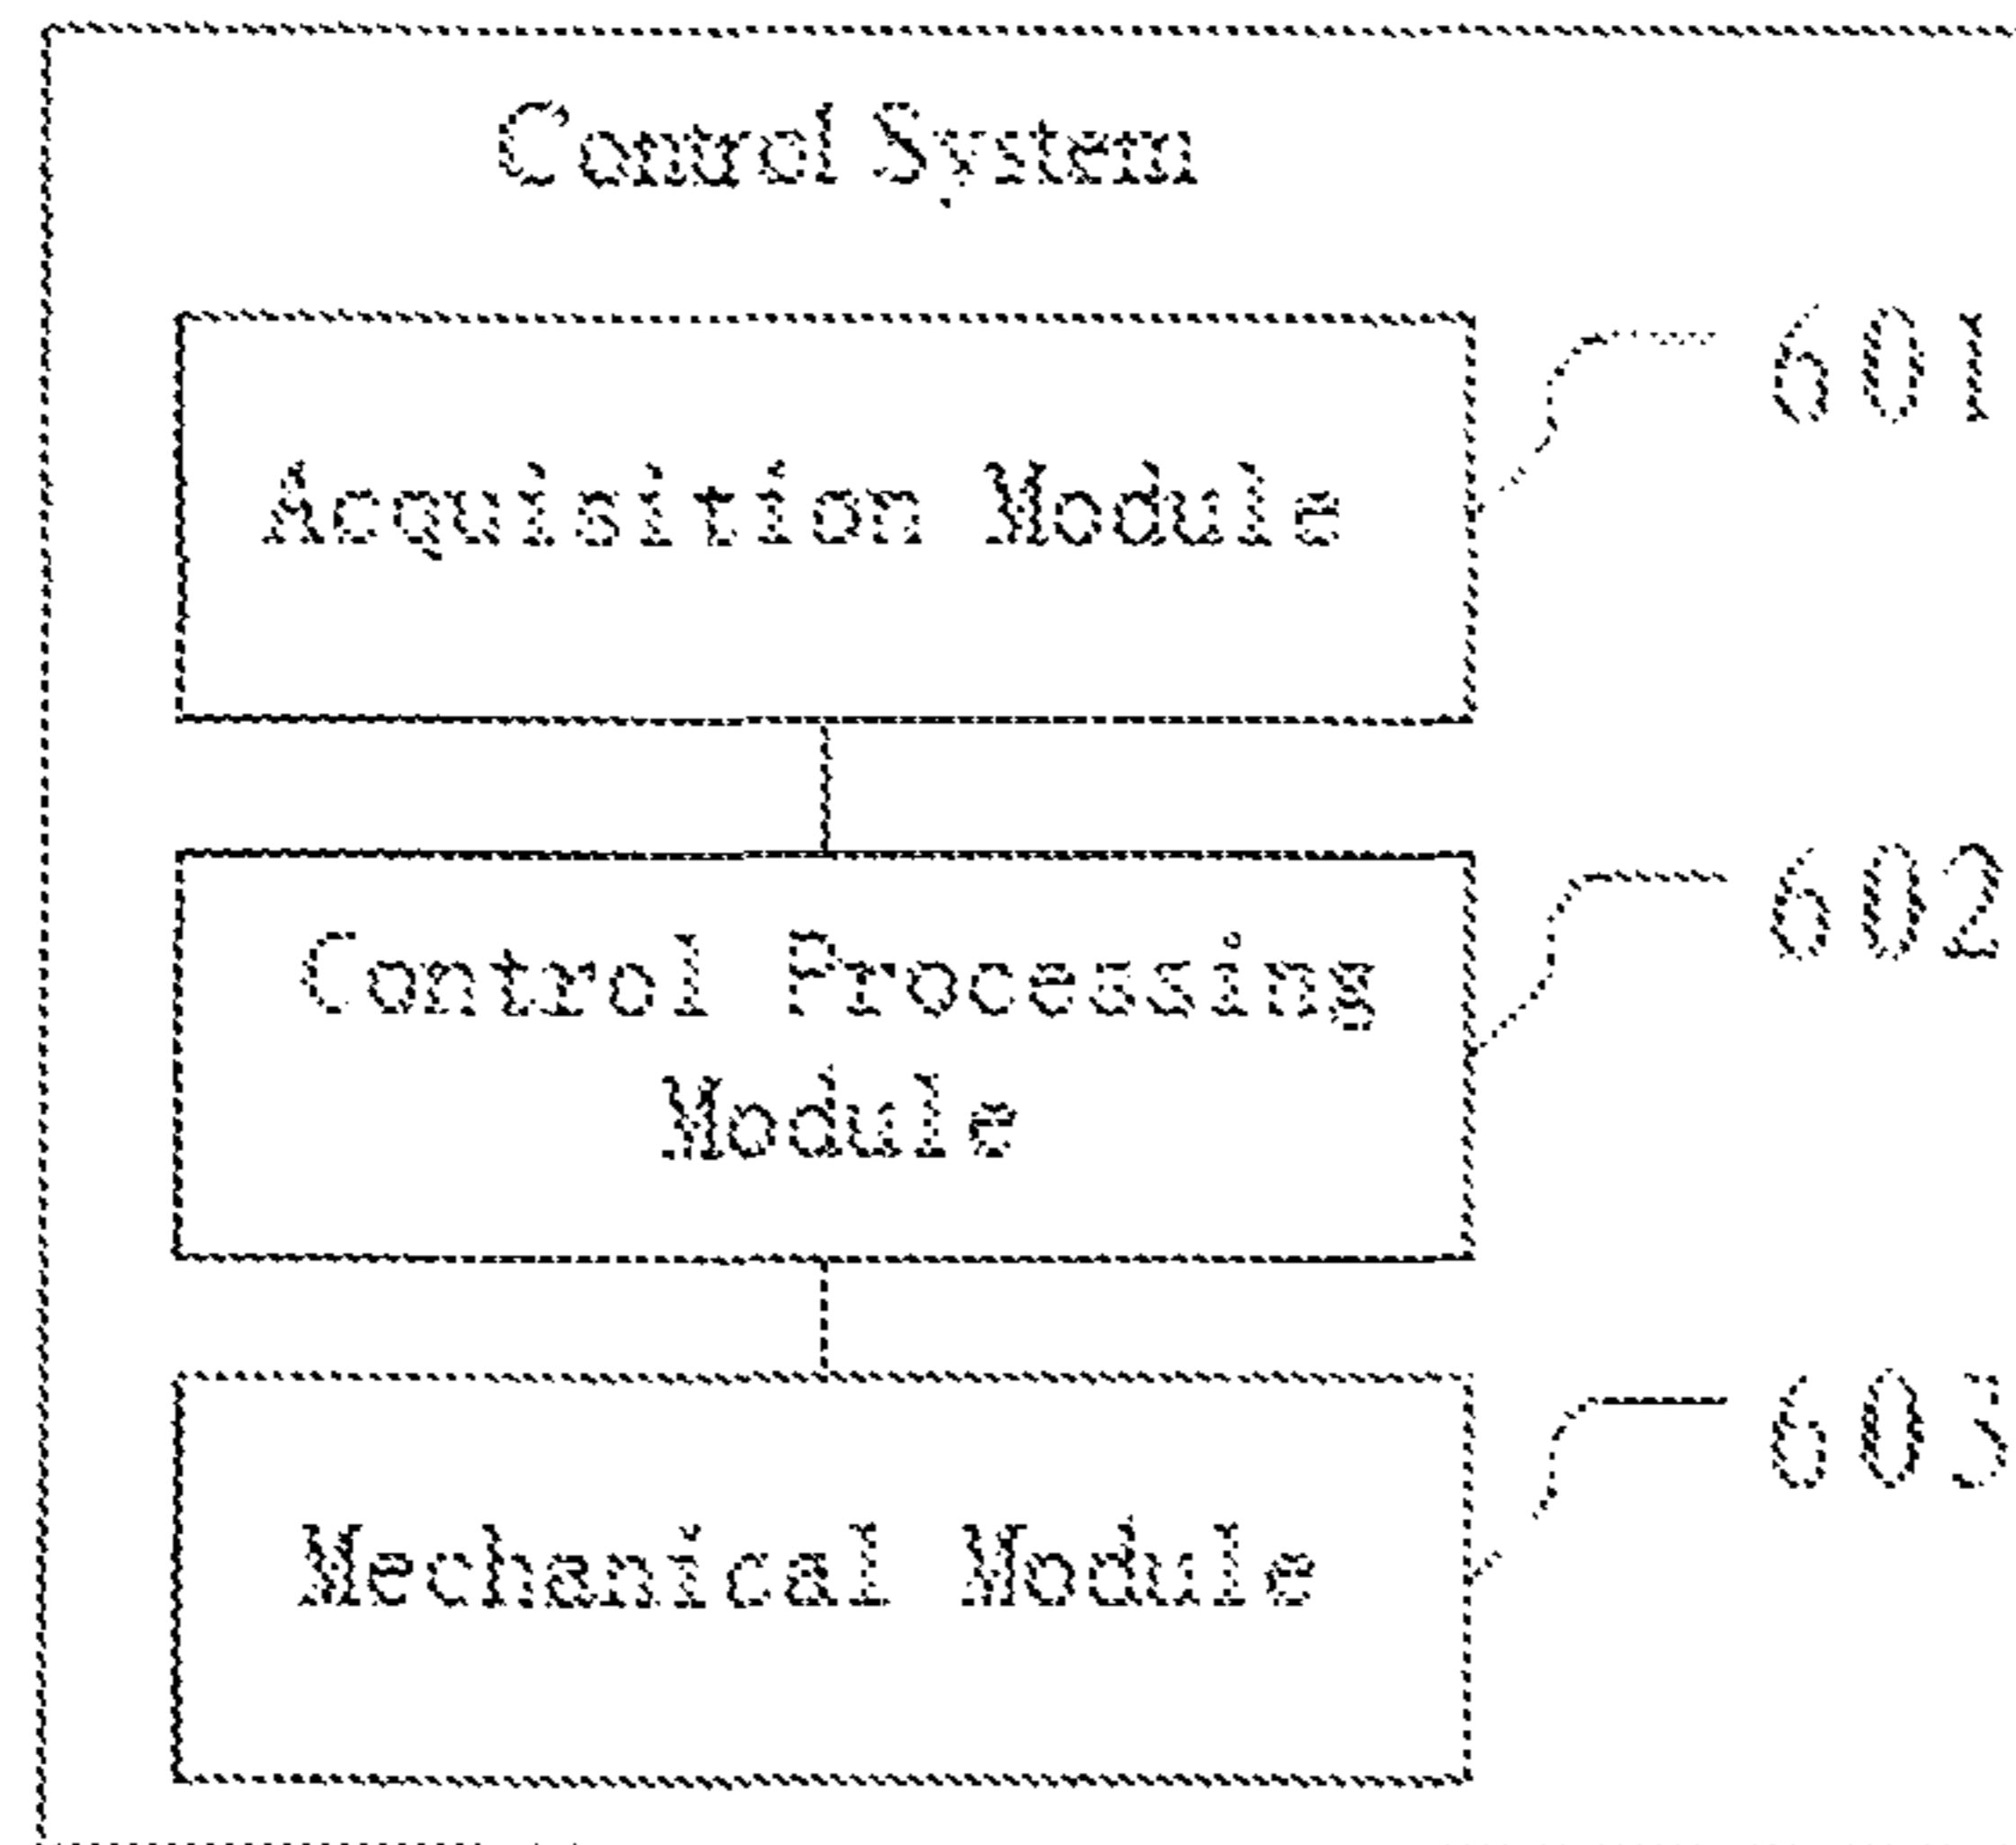 Control System
601
Acquisition Module
602
Control Processing
Module
603
Mechanical Module